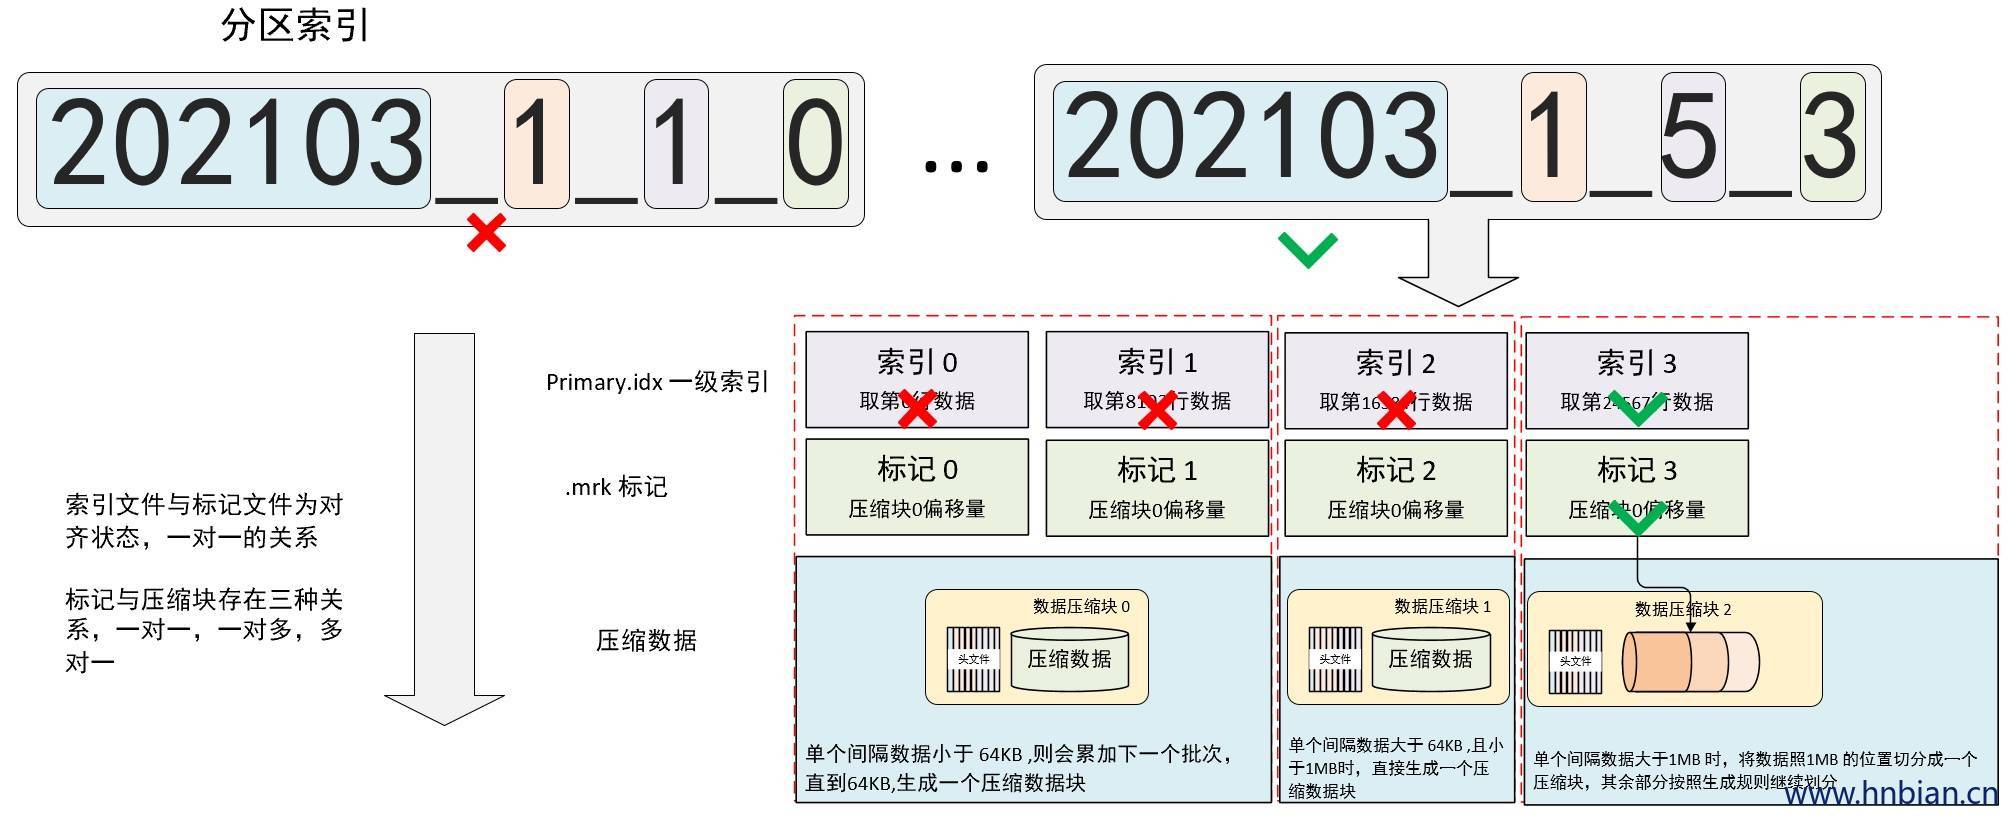 分区索引
202103_1_1_0
...
202103_1_5_3
Primary.idx 一级索引
索引 0
索引 1
索引 2
索引 3
取第0行数据
取第8192行数据
取第16384行数据
取第24567行数据
.mrk 标记
标记 0
标记 1
标记 2
标记 3
压缩块0偏移量
压缩块0偏移量
压缩块0偏移量
压缩块0偏移量
索引文件与标记文件为对
齐状态，一对一的关系
标记与压缩块存在三种关
系，一对一，一对多，多
对一
压缩数据
数据压缩块 0
头文件
压缩数据
单个间隔数据小于 64KB ,则会累加下一个批次，
直到64KB,生成一个压缩数据块
数据压缩块 1
头文件
压缩数据
单个间隔数据大于 64KB ,且小
于1MB时，直接生成一个压
缩数据块
数据压缩块 2
头文件
单个间隔数据大于1MB 时，将数据照1MB 的位置切分成一个
压缩块，其余部分按照生成规则继续划分
www.hnbian.cn